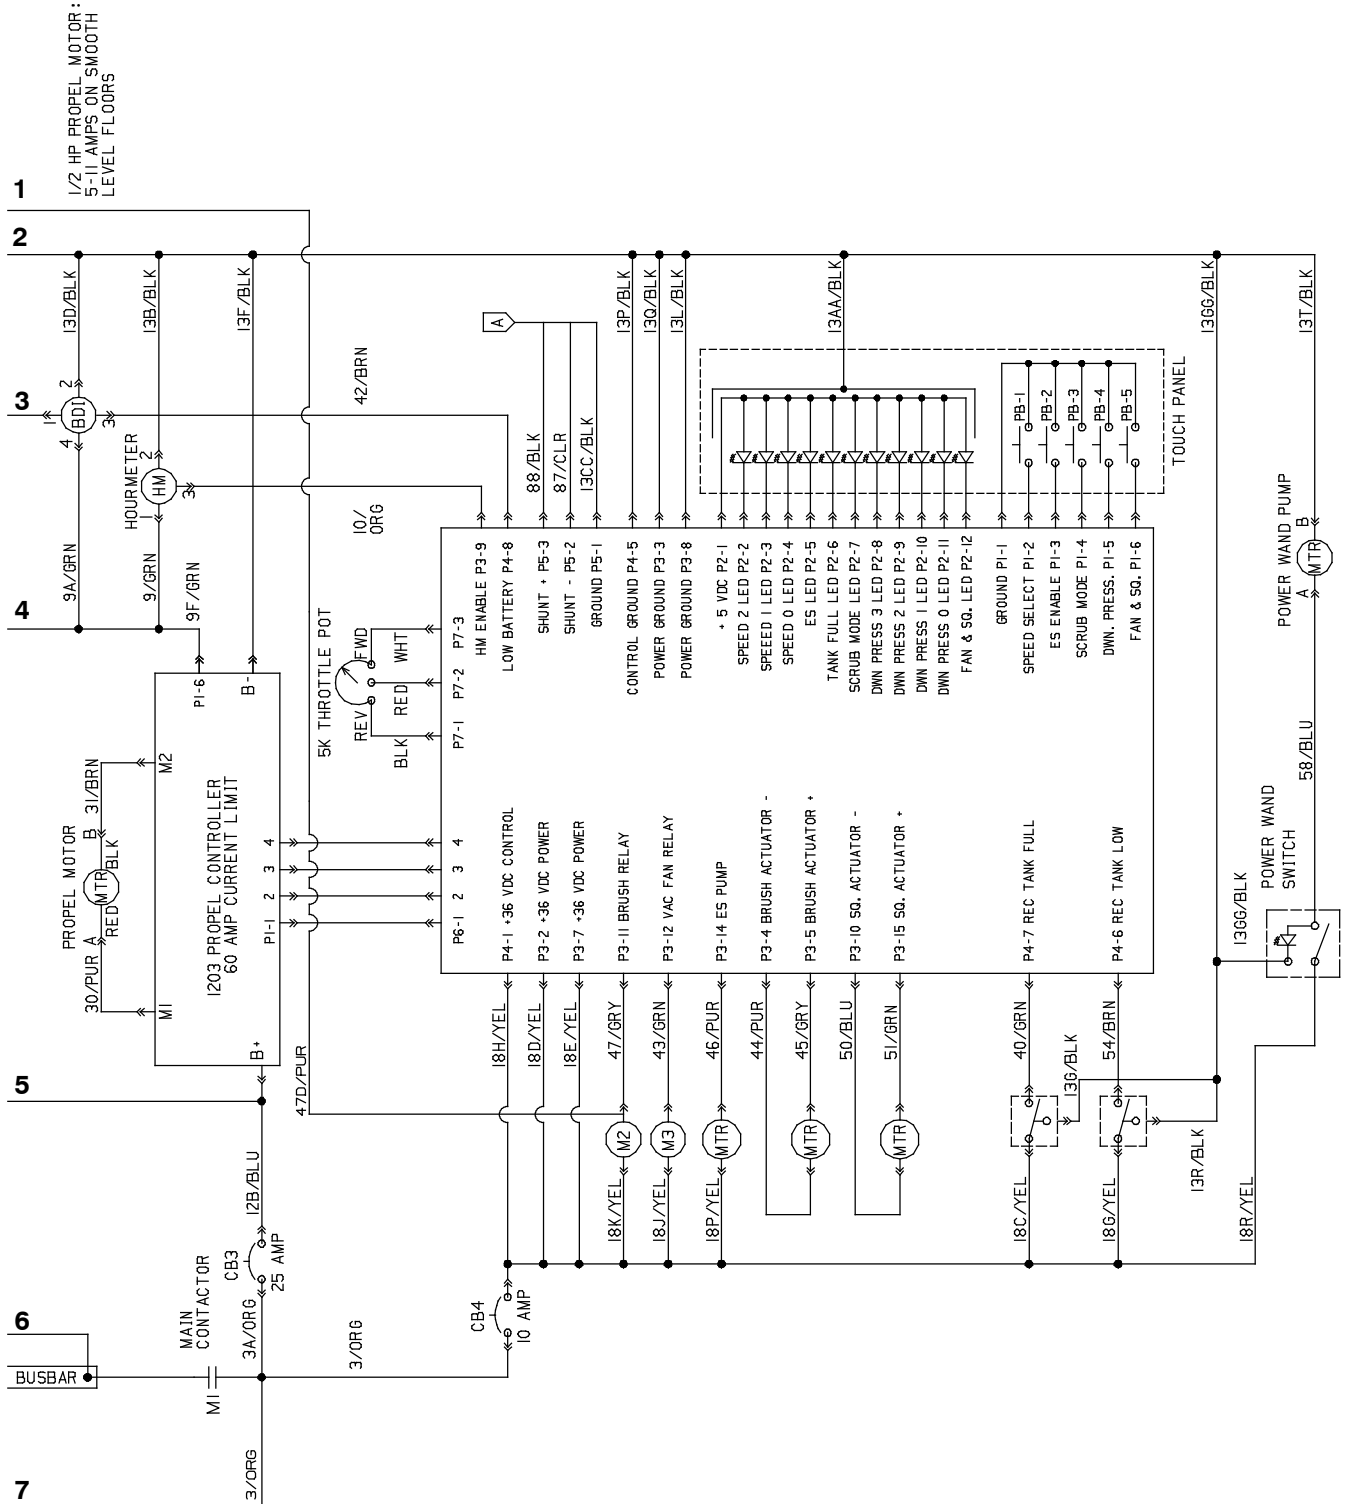 1/2 HP PROPEL MOTOR:
5-11 AMPS ON SMOOTH
LEVEL FLOORS
1
2
13D/BLK
13B/BLK
13F/BLK
13P/BLK
13Q/BLK
13L/BLK
13AA/BLK
13GG/BLK
13T/BLK
A
42/BRN
3
1
BDI
2
3
4
HOURMETER
HM
2
3
1
10/
ORG
88/BLK
87/CLR
13CC/BLK
PB-1
PB-2
PB-3
PB-4
PB-5
TOUCH PANEL
9A/GRN
9/GRN
9F/GRN
4
HM ENABLE P3-9
LOW BATTERY P4-8
SHUNT + P5-3
SHUNT - P5-2
GROUND P5-1
CONTROL GROUND P4-5
POWER GROUND P3-3
POWER GROUND P3-8
+ 5 VDC P2-1
SPEED 2 LED P2-2
SPEEED 1 LED P2-3
SPEED 0 LED P2-4
ES LED P2-5
TANK FULL LED P2-6
SCRUB MODE LED P2-7
DWN PRESS 3 LED P2-8
DWN PRESS 2 LED P2-9
DWN PRESS 1 LED P2-10
DWN PRESS 0 LED P2-11
FAN & SQ. LED P2-12
GROUND P1-1
SPEED SELECT P1-2
ES ENABLE P1-3
SCRUB MODE P1-4
DWN. PRESS. P1-5
FAN & SQ. P1-6
POWER WAND PUMP
B
MTR
A
58/BLU
5K THROTTLE POT
FWD
REV
WHT
RED
BLK
P7-3
P7-2
P7-1
P1-6
B-
M2
31/BRN
PROPEL MOTOR
B
BLK
MTR
RED
A
30/PUR
M1
1203 PROPEL CONTROLLER
60 AMP CURRENT LIMIT
4
3
2
P1-1
B+
4
3
2
P6-1
P4-1 +36 VDC CONTROL
P3-2 +36 VDC POWER
P3-7 +36 VDC POWER
P3-11 BRUSH RELAY
P3-12 VAC FAN RELAY
P3-14 ES PUMP
P3-4 BRUSH ACTUATOR -
P3-5 BRUSH ACTUATOR +
P3-10 SQ. ACTUATOR -
P3-15 SQ. ACTUATOR +
P4-7 REC TANK FULL
P4-6 REC TANK LOW
POWER WAND
SWITCH
13GG/BLK
5
47D/PUR
18H/YEL
18D/YEL
18E/YEL
47/GRY
43/GRN
46/PUR
44/PUR
45/GRY
50/BLU
51/GRN
40/GRN
13G/BLK
54/BRN
M2
M3
MTR
MTR
MTR
13R/BLK
12B/BLU
18K/YEL
18J/YEL
18P/YEL
18C/YEL
18G/YEL
18R/YEL
CB3
25 AMP
3A/ORG
MAIN
CONTACTOR
M1
6
BUSBAR
3/ORG
CB4
10 AMP
3/ORG
7